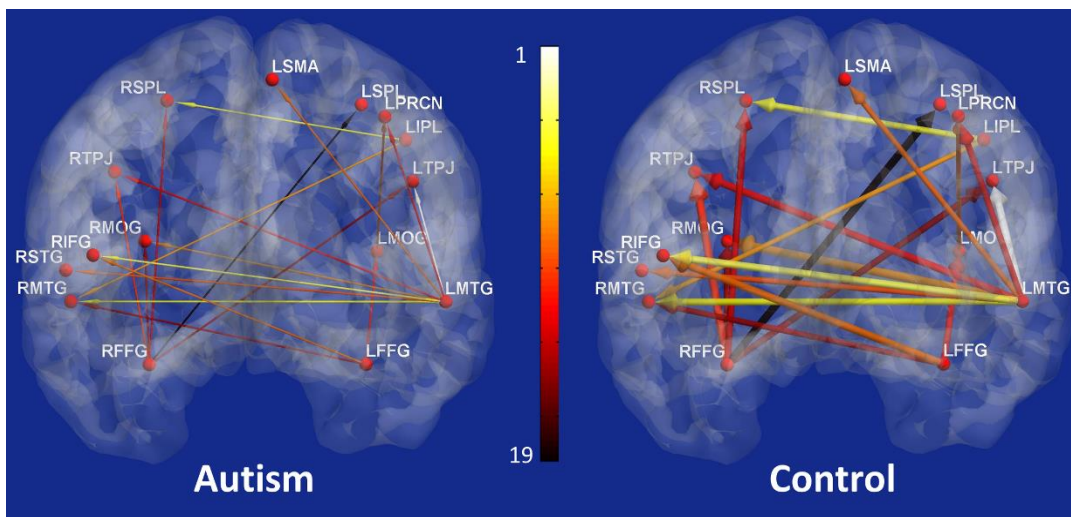 LSMA
RSPL
LSPL
LPRCN
LIPL
RTPJ
LTPJ
RMOG
LMOG
RIFG
RSTG
RMTG
LMTG
RFFG
LFFG
Autism
1
19
LSMA
RSPL
LSPL
LPRCN
LIPL
RTPJ
LTPJ
RMOG
LMO
RIFG
RSTG
RMTG
LMTG
RFFG
LFFG
Control